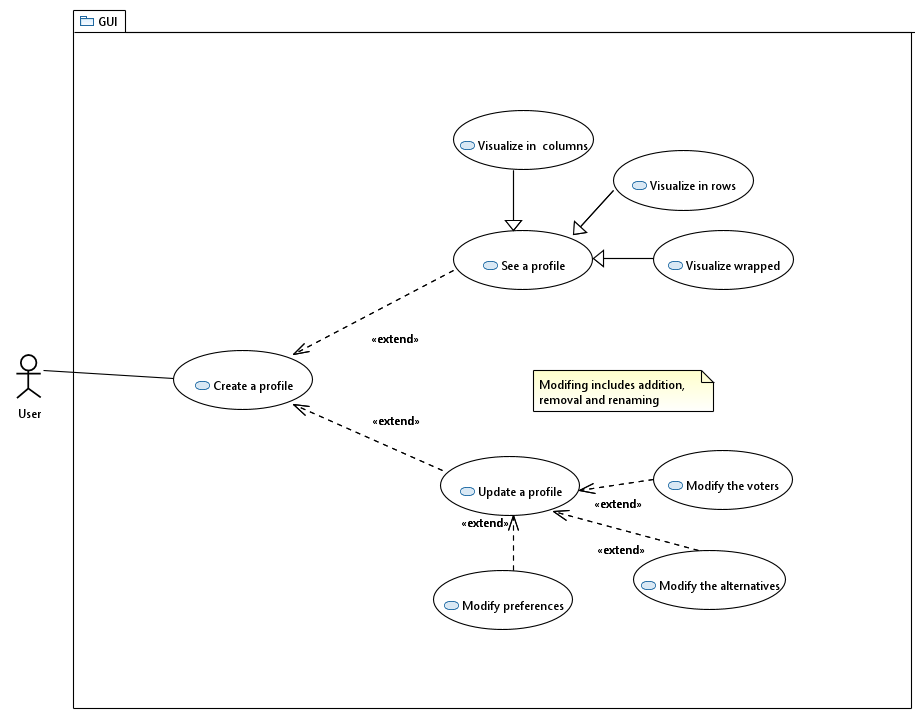 GUI
Visualize in  columns
Visualize in rows
See a profile
Visualize wrapped
«extend»
Create a profile
User
Modifing includes addition,
removal and renaming
«extend»
Update a profile
Modify the voters
«extend»
«extend»
«extend»
Modify the alternatives
Modify preferences